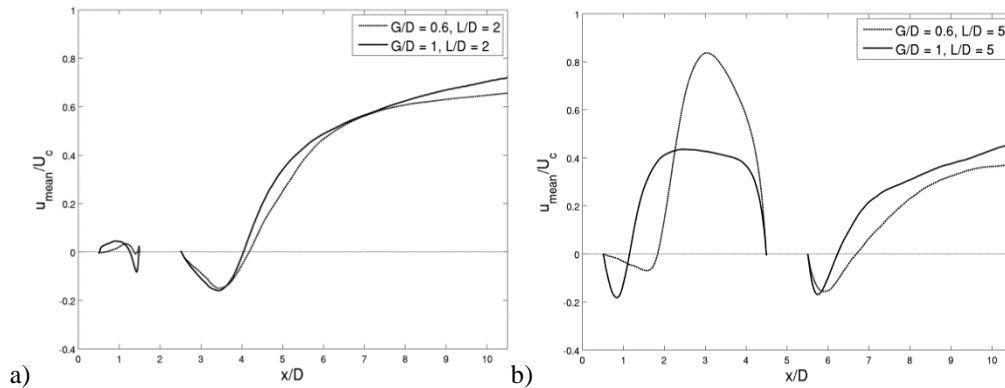 G/D = 0.6, L/D = 2
G/D = 1, L/D = 2
1
0.8
0.6
0.4
0.2
0
-0.2
-0.4
u_mean/U_c
0 1 2 3 4 5 6 7 8 9 10
x/D
a)
G/D = 0.6, L/D = 5
G/D = 1, L/D = 5
1
0.8
0.6
0.4
0.2
0
-0.2
-0.4
u_mean/U_c
0 1 2 3 4 5 6 7 8 9 10
x/D
b)